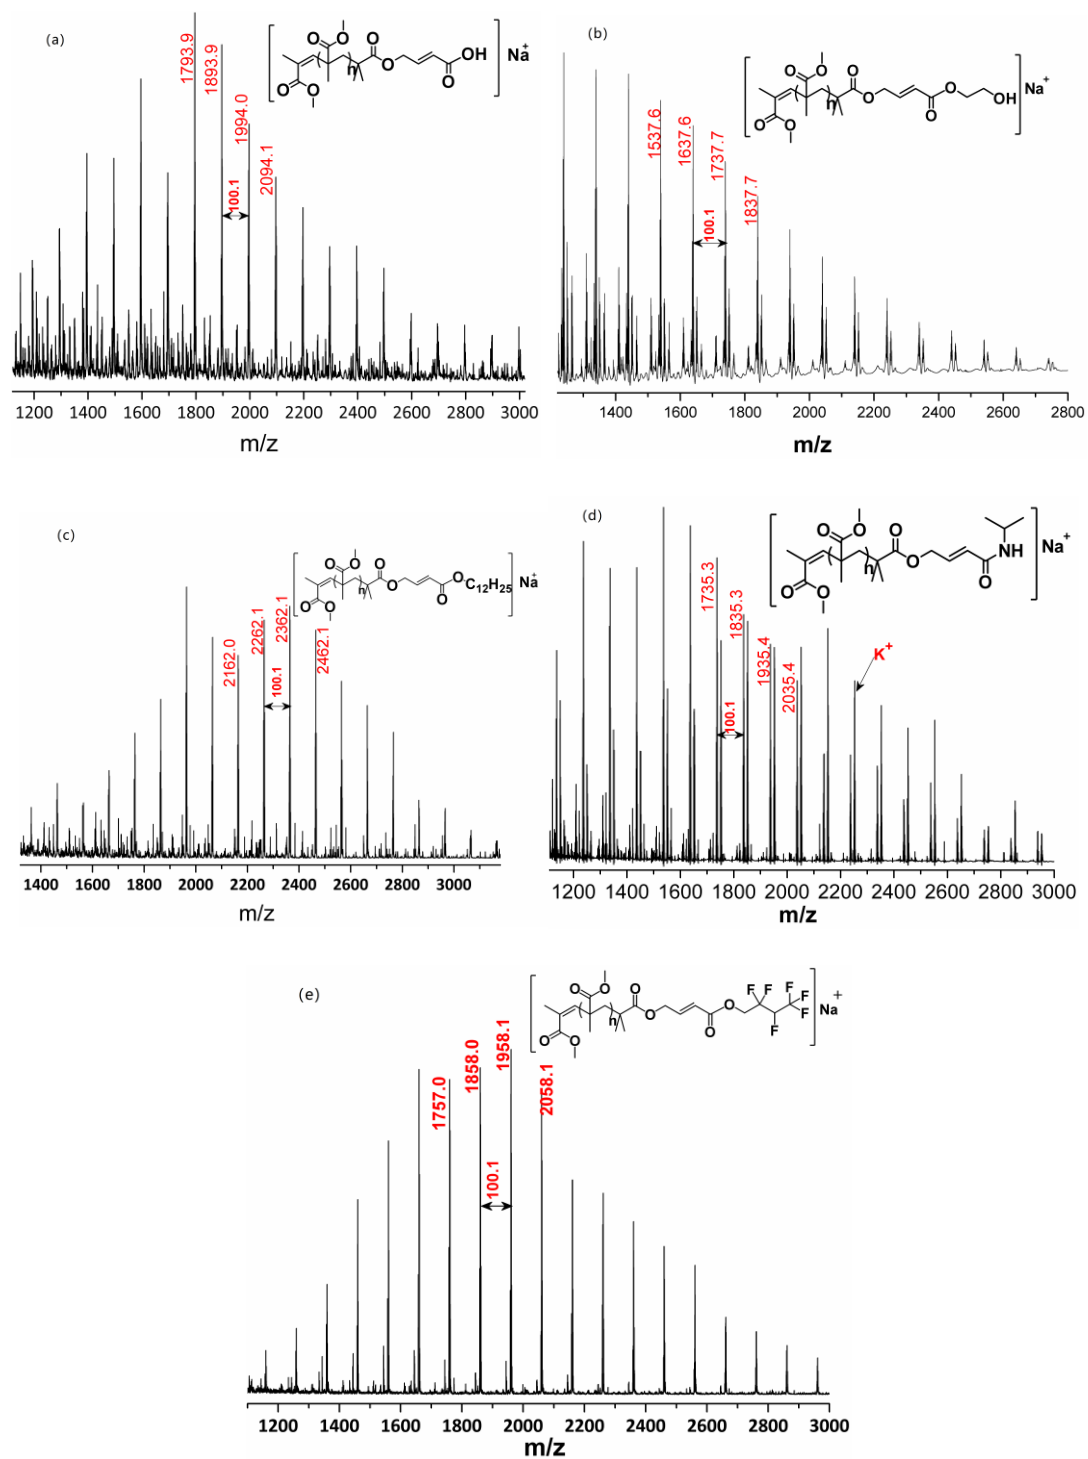 (a)
1793.9
1893.9
1994.0
2094.1
100.1
O
O
n
O
O
OH
O
O
O
Na+
1200 1400 1600 1800 2000 2200 2400 2600 2800 3000
m/z
(b)
1537.6
1637.6
1737.7
1837.7
100.1
O
O
n
O
O
O
OH
O
O
O
Na+
1400 1600 1800 2000 2200 2400 2600 2800
m/z
(c)
2162.0
2262.1
2362.1
2462.1
100.1
O
O
n
O
O
O
C12H25
O
O
O
Na+
1400 1600 1800 2000 2200 2400 2600 2800 3000
m/z
(d)
1735.3
1835.3
1935.4
2035.4
100.1
K+
O
O
n
O
O
NH
O
O
O
Na+
1200 1400 1600 1800 2000 2200 2400 2600 2800 3000
m/z
(e)
1757.0
1858.0
1958.1
2058.1
100.1
O
O
n
O
O
O
F
F
F
F
F
F
O
O
O
Na+
1200 1400 1600 1800 2000 2200 2400 2600 2800 3000
m/z